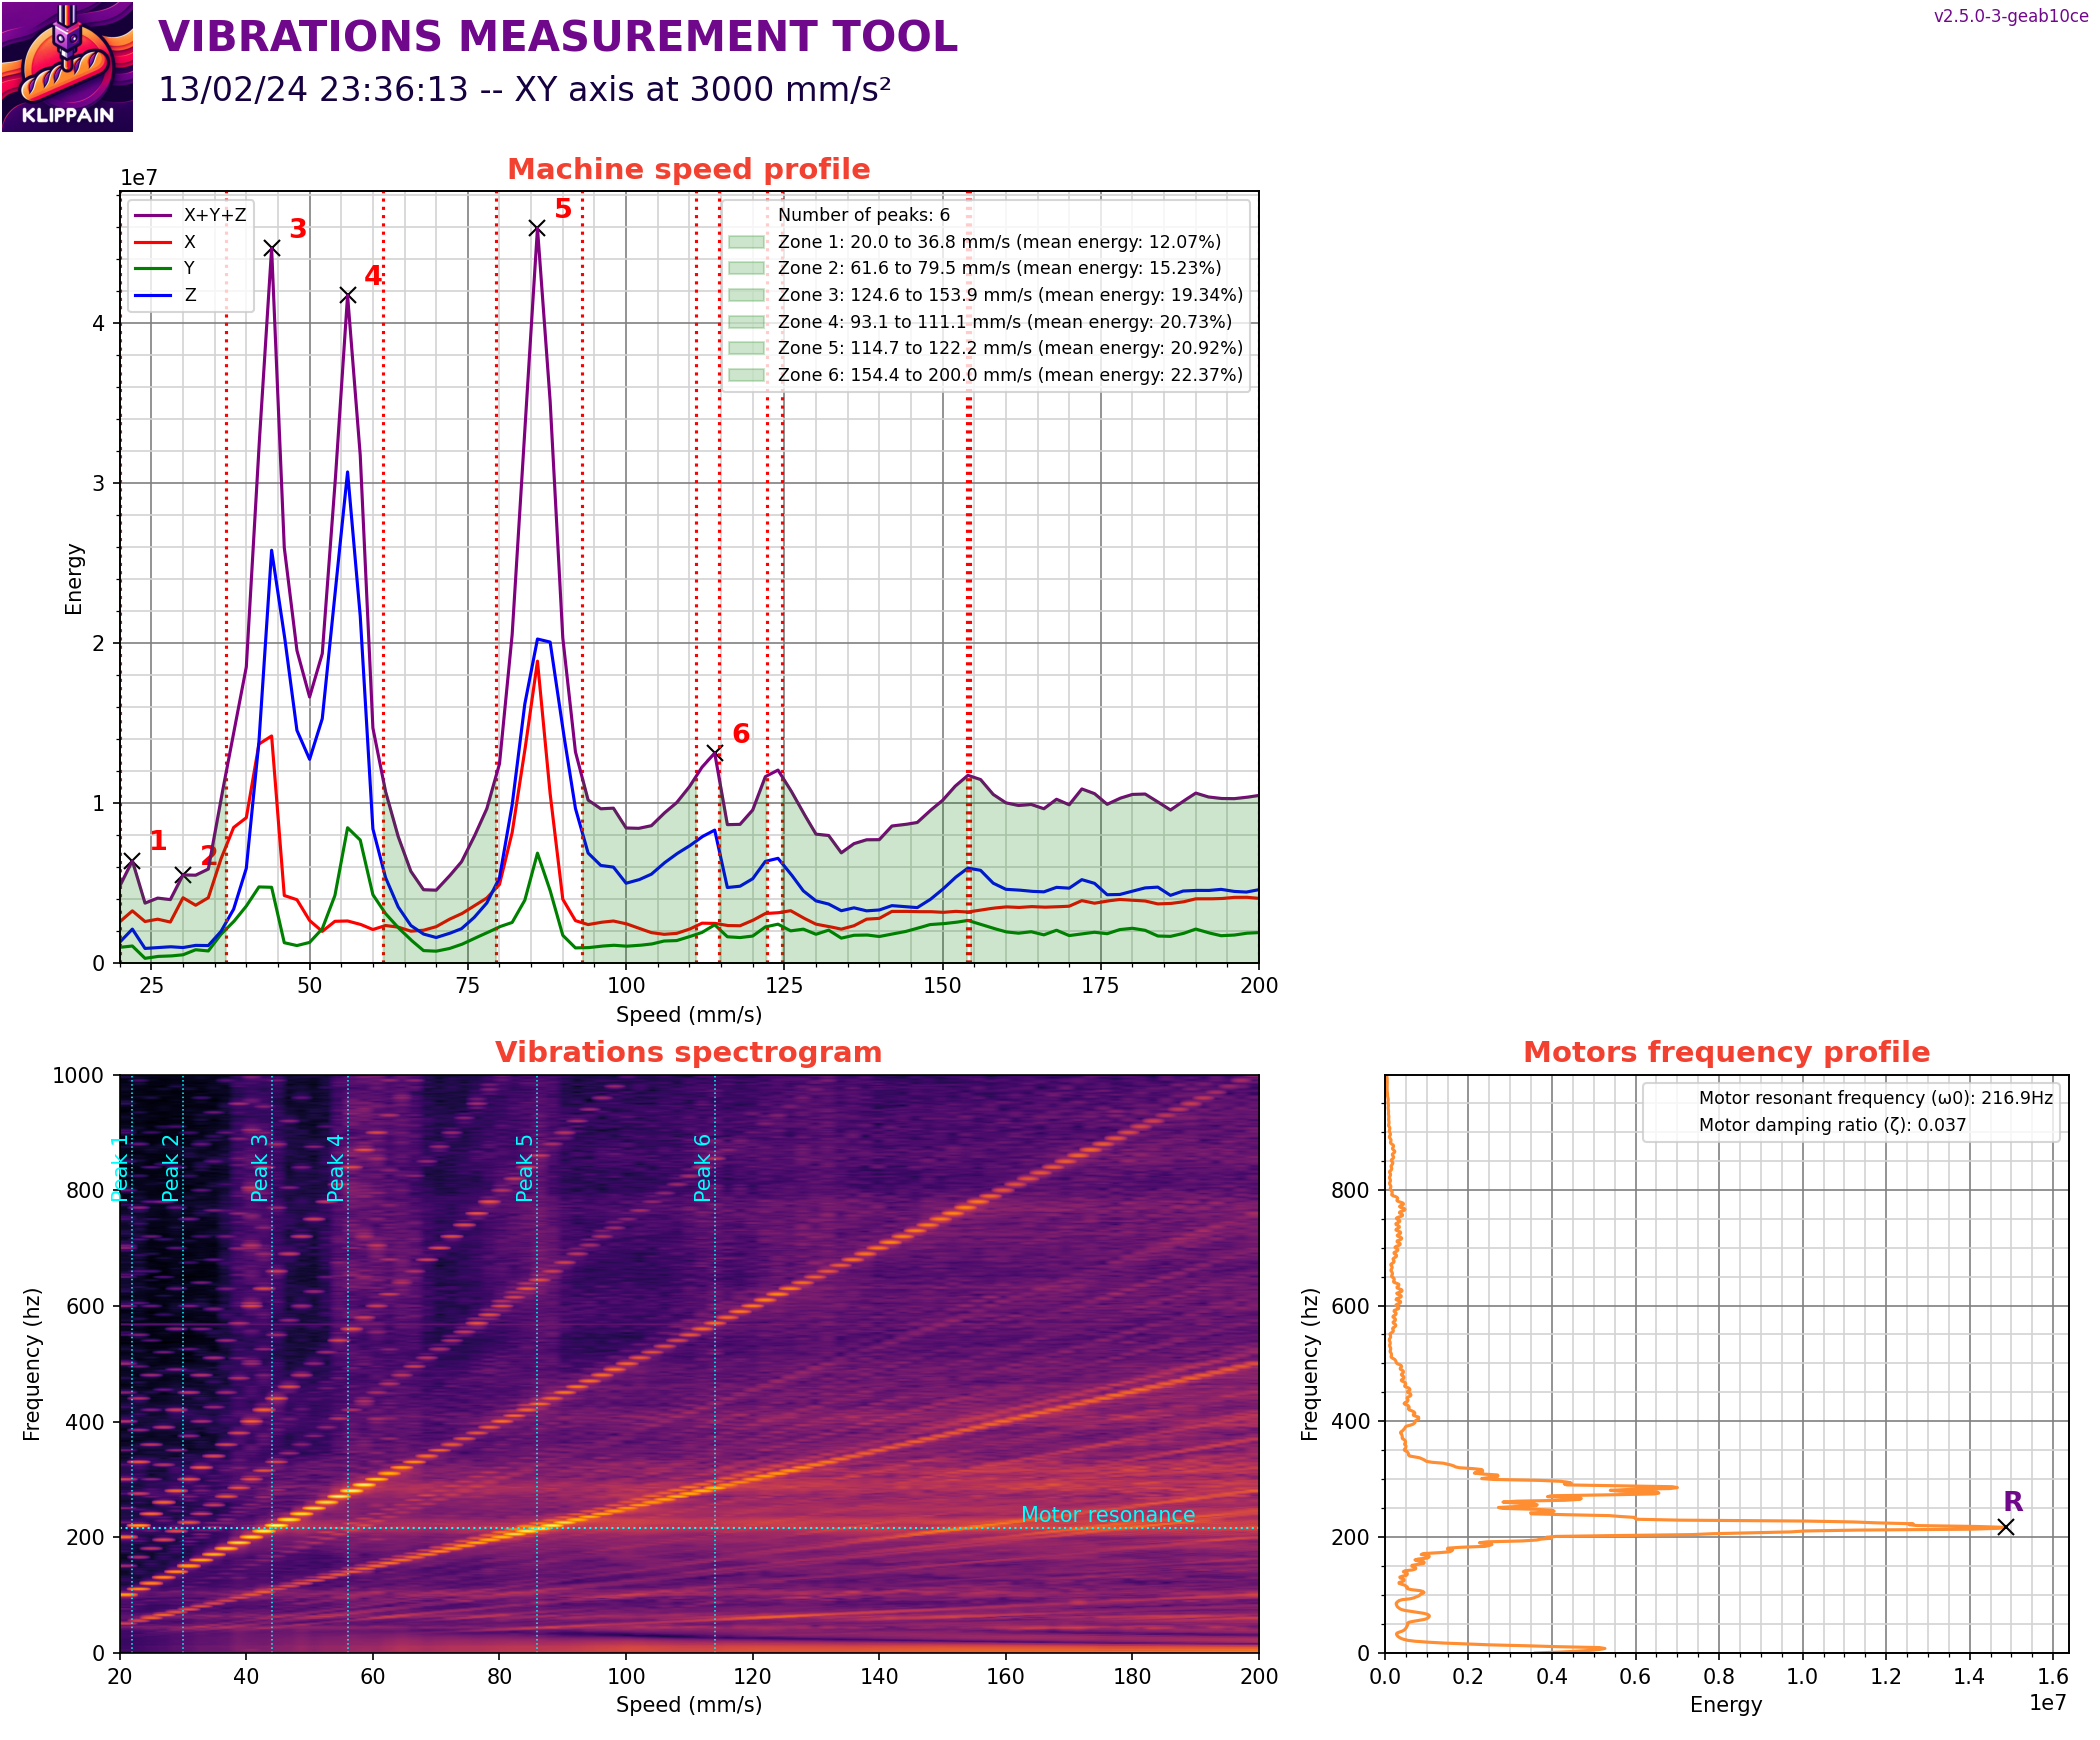 v2.5.0-3-geab10ce
VIBRATIONS MEASUREMENT TOOL
13/02/24 23:36:13 -- XY axis at 3000 mm/s²
KLIPPAIN
Machine speed profile
1e7
X+Y+Z
X
Y
Z
Number of peaks: 6
Zone 1: 20.0 to 36.8 mm/s (mean energy: 12.07%)
Zone 2: 61.6 to 79.5 mm/s (mean energy: 15.23%)
Zone 3: 124.6 to 153.9 mm/s (mean energy: 19.34%)
Zone 4: 93.1 to 111.1 mm/s (mean energy: 20.73%)
Zone 5: 114.7 to 122.2 mm/s (mean energy: 20.92%)
Zone 6: 154.4 to 200.0 mm/s (mean energy: 22.37%)
3
5
4
6
1
2
4
3
2
1
0
Energy
25 50 75 100 125 150 175 200
Speed (mm/s)
Vibrations spectrogram
1000
800
600
400
200
0
Frequency (hz)
Peak 1
Peak 2
Peak 3
Peak 4
Peak 5
Peak 6
Motor resonance
20 40 60 80 100 120 140 160 180 200
Speed (mm/s)
Motors frequency profile
Motor resonant frequency (ω0): 216.9Hz
Motor damping ratio (ζ): 0.037
R
800
600
400
200
0
Frequency (hz)
0.0 0.2 0.4 0.6 0.8 1.0 1.2 1.4 1.6
1e7
Energy